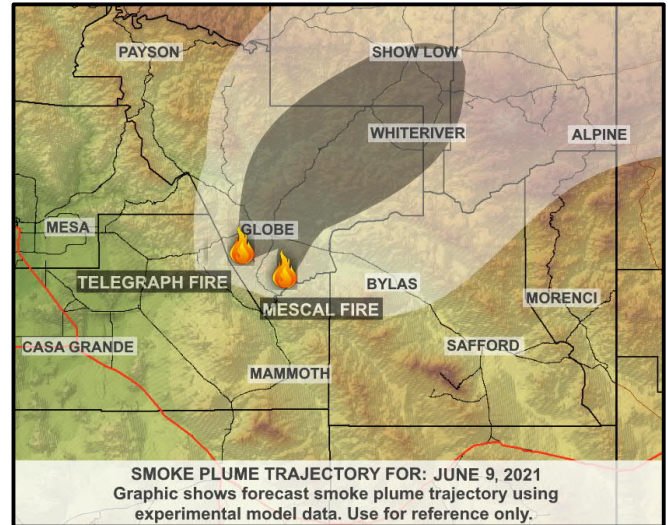 PAYSON
SHOW LOW
WHITERIVER
ALPINE
MESA
GLOBE
TELEGRAPH FIRE
BYLAS
MESCAL FIRE
MORENCI
CASA GRANDE
SAFFORD
MAMMOTH
SMOKE PLUME TRAJECTORY FOR: JUNE 9, 2021
Graphic shows forecast smoke plume trajectory using
experimental model data. Use for reference only.